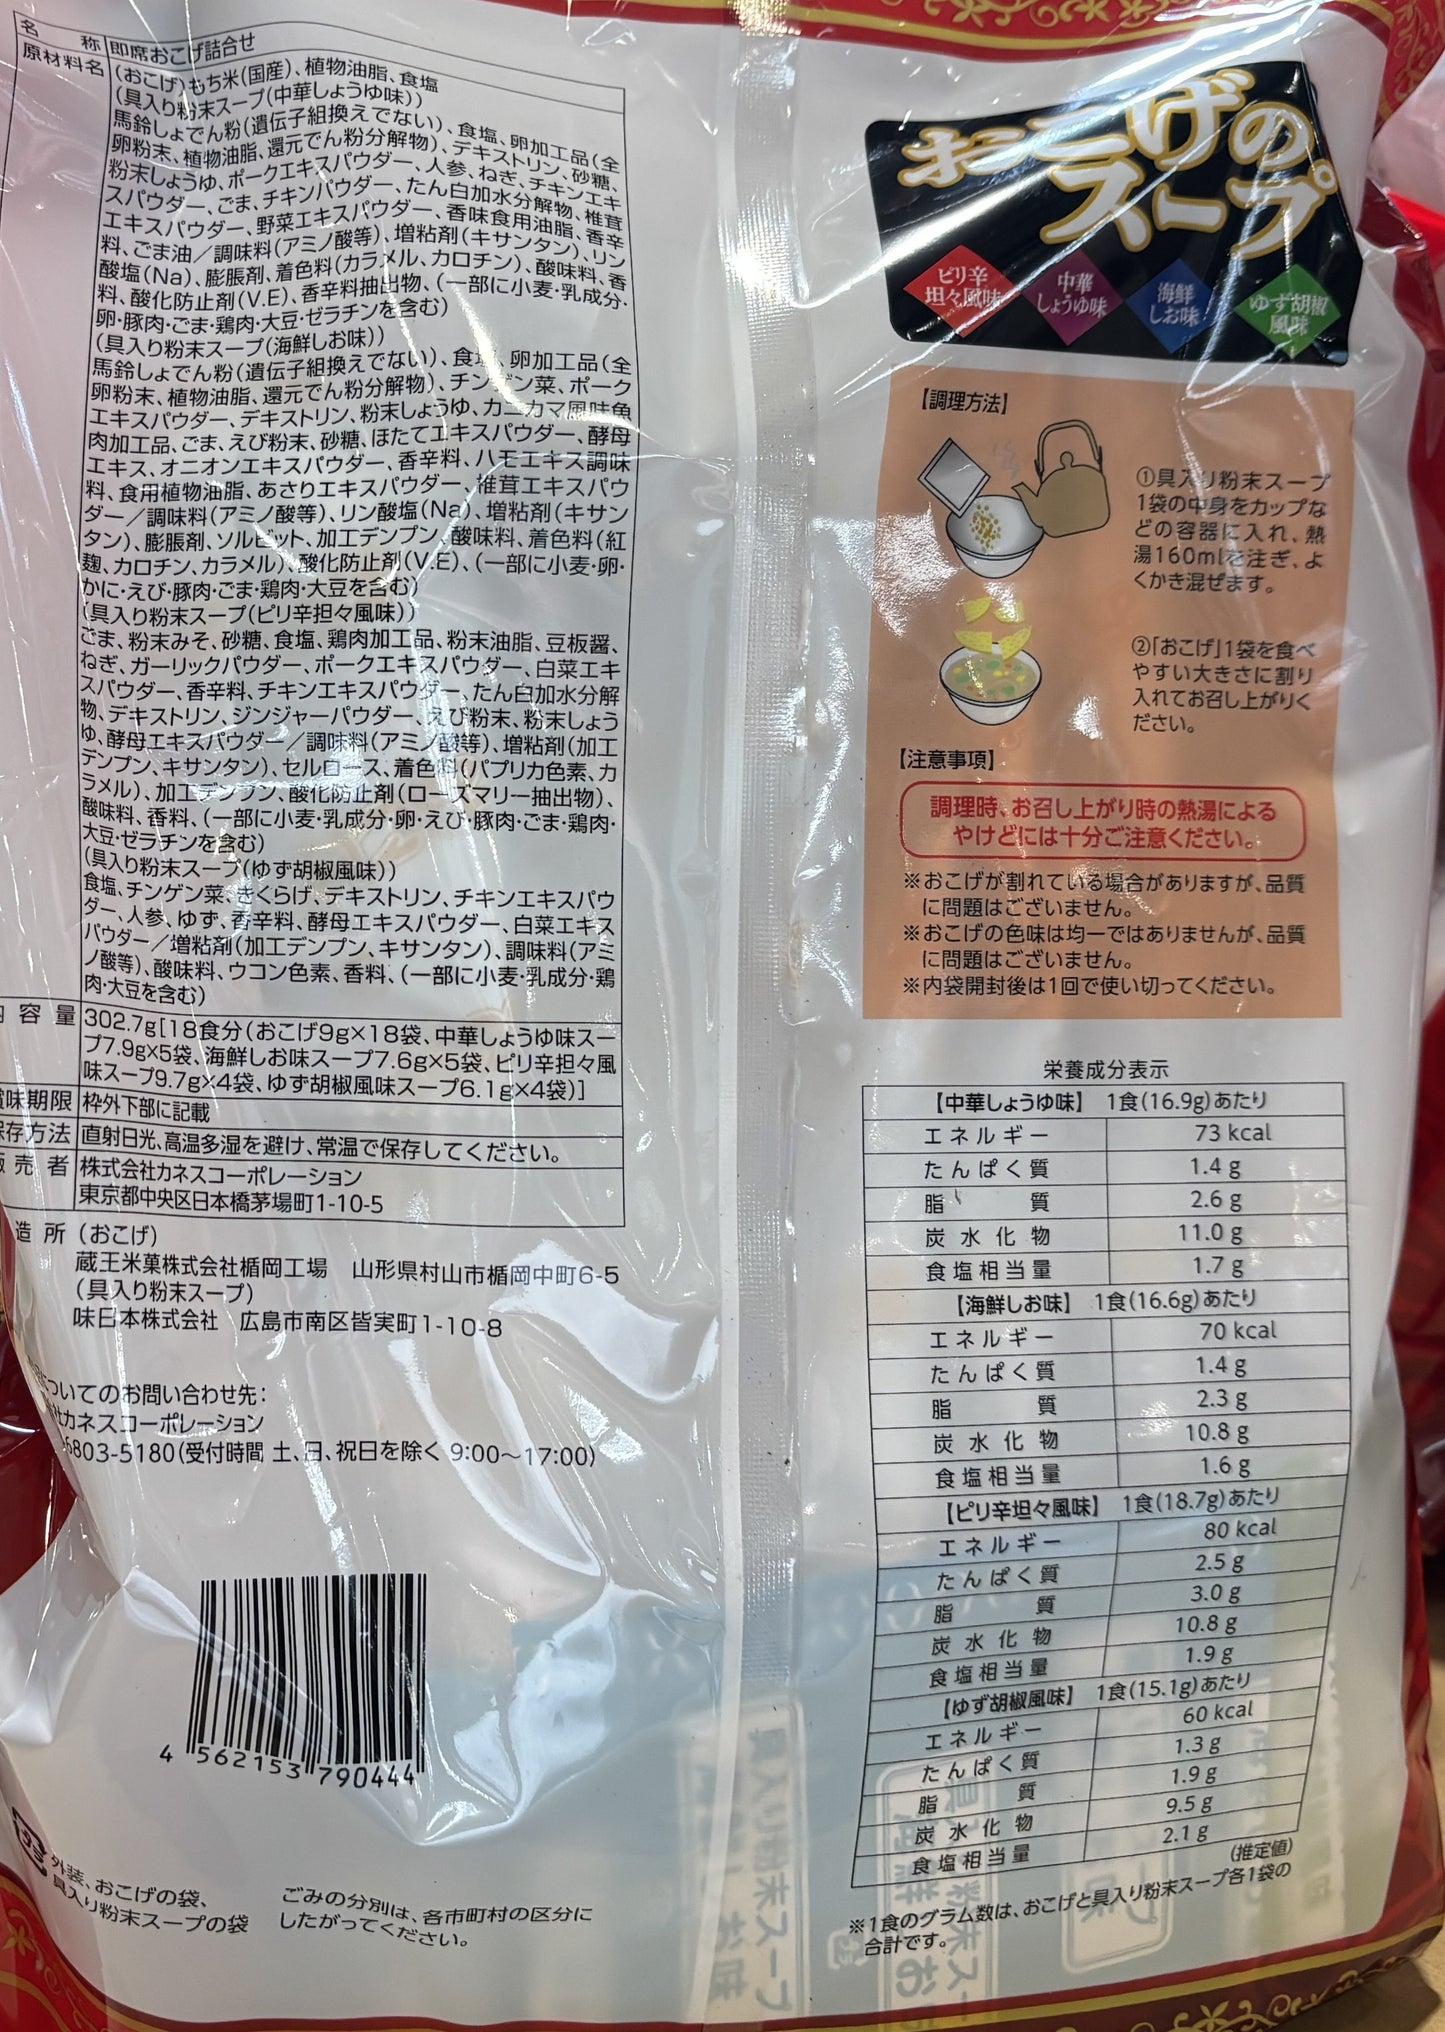 名 称 即席おこげ詰合せ
原材料名 (おこげ)もち米(国産)、植物油脂、食塩
(具入り粉末スープ(中華しょうゆ味))
馬鈴しょでん粉(遺伝子組換えでない)、食塩、卵加工品(全
卵粉末、植物油脂、還元でん粉分解物)、デキストリン、砂糖、
粉末しょうゆ、ポークエキスパウダー、人参、ねぎ、チキンエキ
スパウダー、ごま、チキンパウダー、たん白加水分解物、椎茸
エキスパウダー、野菜エキスパウダー、香味食用油脂、香辛
料、ごま油／調味料(アミノ酸等)、増粘剤(キサンタン)、リン
酸塩(Na)、膨脹剤、着色料(カラメル、カロチン)、酸味料、香
料、酸化防止剤(V.E)、香辛料抽出物、(一部に小麦・乳成分・
卵・豚肉・ごま・鶏肉・大豆・ゼラチンを含む)
(具入り粉末スープ(海鮮しお味))
馬鈴しょでん粉(遺伝子組換えでない)、食塩、卵加工品(全
卵粉末、植物油脂、還元でん粉分解物)、チンゲン菜、ポーク
エキスパウダー、デキストリン、粉末しょうゆ、カニカマ風味魚
肉加工品、ごま、えび粉末、砂糖、ほたてエキスパウダー、酵母
エキス、オニオンエキスパウダー、香辛料、ハモエキス調味
料、食用植物油脂、あさりエキスパウダー、椎茸エキスパウ
ダー／調味料(アミノ酸等)、リン酸塩(Na)、増粘剤(キサン
タン)、膨脹剤、ソルビット、加工デンプン、酸味料、着色料(紅
麹、カロチン、カラメル)、酸化防止剤(V.E)、(一部に小麦・卵・
かに・えび・豚肉・ごま・鶏肉・大豆を含む)
(具入り粉末スープ(ピリ辛担々風味))
ごま、粉末みそ、砂糖、食塩、鶏肉加工品、粉末油脂、豆板醤、
ねぎ、ガーリックパウダー、ポークエキスパウダー、白菜エキ
スパウダー、香辛料、チキンエキスパウダー、たん白加水分解
物、デキストリン、ジンジャーパウダー、えび粉末、粉末しょう
ゆ、酵母エキスパウダー／調味料(アミノ酸等)、増粘剤(加工
デンプン、キサンタン)、セルロース、着色料(パプリカ色素、カ
ラメル)、加工デンプン、酸化防止剤(ローズマリー抽出物)、
酸味料、香料、(一部に小麦・乳成分・卵・えび・豚肉・ごま・鶏肉・
大豆・ゼラチンを含む)
(具入り粉末スープ(ゆず胡椒風味))
食塩、チンゲン菜、きくらげ、デキストリン、チキンエキスパウ
ダー、人参、ゆず、香辛料、酵母エキスパウダー、白菜エキス
パウダー／増粘剤(加工デンプン、キサンタン)、調味料(アミ
ノ酸等)、酸味料、ウコン色素、香料、(一部に小麦・乳成分・鶏
肉・大豆を含む)
容 量 302.7g[18食分(おこげ9g×18袋、中華しょうゆ味スー
プ7.9g×5袋、海鮮しお味スープ7.6g×5袋、ピリ辛担々風
味スープ9.7g×4袋、ゆず胡椒風味スープ6.1g×4袋)]
味期限 枠外下部に記載
存方法 直射日光、高温多湿を避け、常温で保存してください。
売 者 株式会社カネスコーポレーション
東京都中央区日本橋茅場町1-10-5
造 所 (おこげ)
蔵王米菓株式会社楯岡工場 山形県村山市楯岡中町6-5
(具入り粉末スープ)
味日本株式会社 広島市南区皆実町1-10-8
ついてのお問い合わせ先:
社カネスコーポレーション
6803-5180(受付時間 土、日、祝日を除く 9:00～17:00)
4 562153 790444
外装、おこげの袋、
具入り粉末スープの袋
ごみの分別は、各市町村の区分に
したがってください。
おこげの
スープ
ピリ辛
坦々風味
中華
しょうゆ味
海鮮
しお味
ゆず胡椒
風味
【調理方法】
①具入り粉末スープ
1袋の中身をカップな
どの容器に入れ、熱
湯160mlを注ぎ、よ
くかき混ぜます。
②「おこげ」1袋を食べ
やすい大きさに割り
入れてお召し上がりく
ださい。
【注意事項】
調理時、お召し上がり時の熱湯による
やけどには十分ご注意ください。
※おこげが割れている場合がありますが、品質
に問題はございません。
※おこげの色味は均一ではありませんが、品質
に問題はございません。
※内袋開封後は1回で使い切ってください。
栄養成分表示
【中華しょうゆ味】 1食(16.9g)あたり
エネルギー 73 kcal
たんぱく質 1.4 g
脂 質 2.6 g
炭水化物 11.0 g
食塩相当量 1.7 g
【海鮮しお味】 1食(16.6g)あたり
エネルギー 70 kcal
たんぱく質 1.4 g
脂 質 2.3 g
炭水化物 10.8 g
食塩相当量 1.6 g
【ピリ辛坦々風味】 1食(18.7g)あたり
エネルギー 80 kcal
たんぱく質 2.5 g
脂 質 3.0 g
炭水化物 10.8 g
食塩相当量 1.9 g
【ゆず胡椒風味】 1食(15.1g)あたり
エネルギー 60 kcal
たんぱく質 1.3 g
脂 質 1.9 g
炭水化物 9.5 g
食塩相当量 2.1 g
(推定値)
※1食のグラム数は、おこげと具入り粉末スープ各1袋の
合計です。